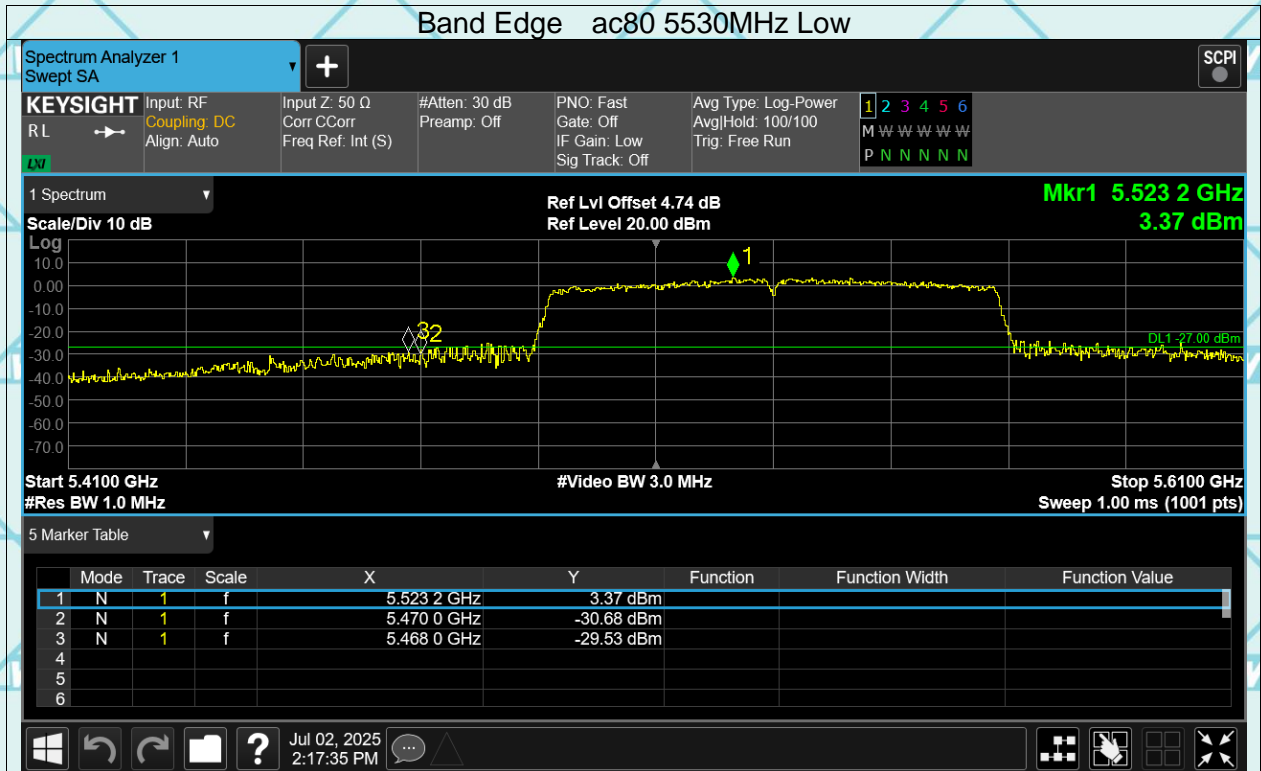 Band Edge ac80 5530MHz Low
Spectrum Analyzer 1
Swept SA
SCPI
KEYSIGHT
R L
LXI
Input: RF
Coupling: DC
Align: Auto
Input Z: 50 Ω
Corr CCorr
Freq Ref: Int (S)
#Atten: 30 dB
Preamp: Off
PNO: Fast
Gate: Off
IF Gain: Low
Sig Track: Off
Avg Type: Log-Power
Avg|Hold: 100/100
Trig: Free Run
1 2 3 4 5 6
M W W W W W
P N N N N N
1 Spectrum
Scale/Div 10 dB
Ref Lvl Offset 4.74 dB
Ref Level 20.00 dBm
Mkr1 5.523 2 GHz
3.37 dBm
Log
10.0
0.00
-10.0
-20.0
-30.0
-40.0
-50.0
-60.0
-70.0
1
3
2
DL1 -27.00 dBm
Start 5.4100 GHz
#Video BW 3.0 MHz
Stop 5.6100 GHz
#Res BW 1.0 MHz
Sweep 1.00 ms (1001 pts)
5 Marker Table
Mode Trace Scale X Y Function Function Width Function Value
1 N 1 f 5.523 2 GHz 3.37 dBm
2 N 1 f 5.470 0 GHz -30.68 dBm
3 N 1 f 5.468 0 GHz -29.53 dBm
4
5
6
?
Jul 02, 2025
2:17:35 PM